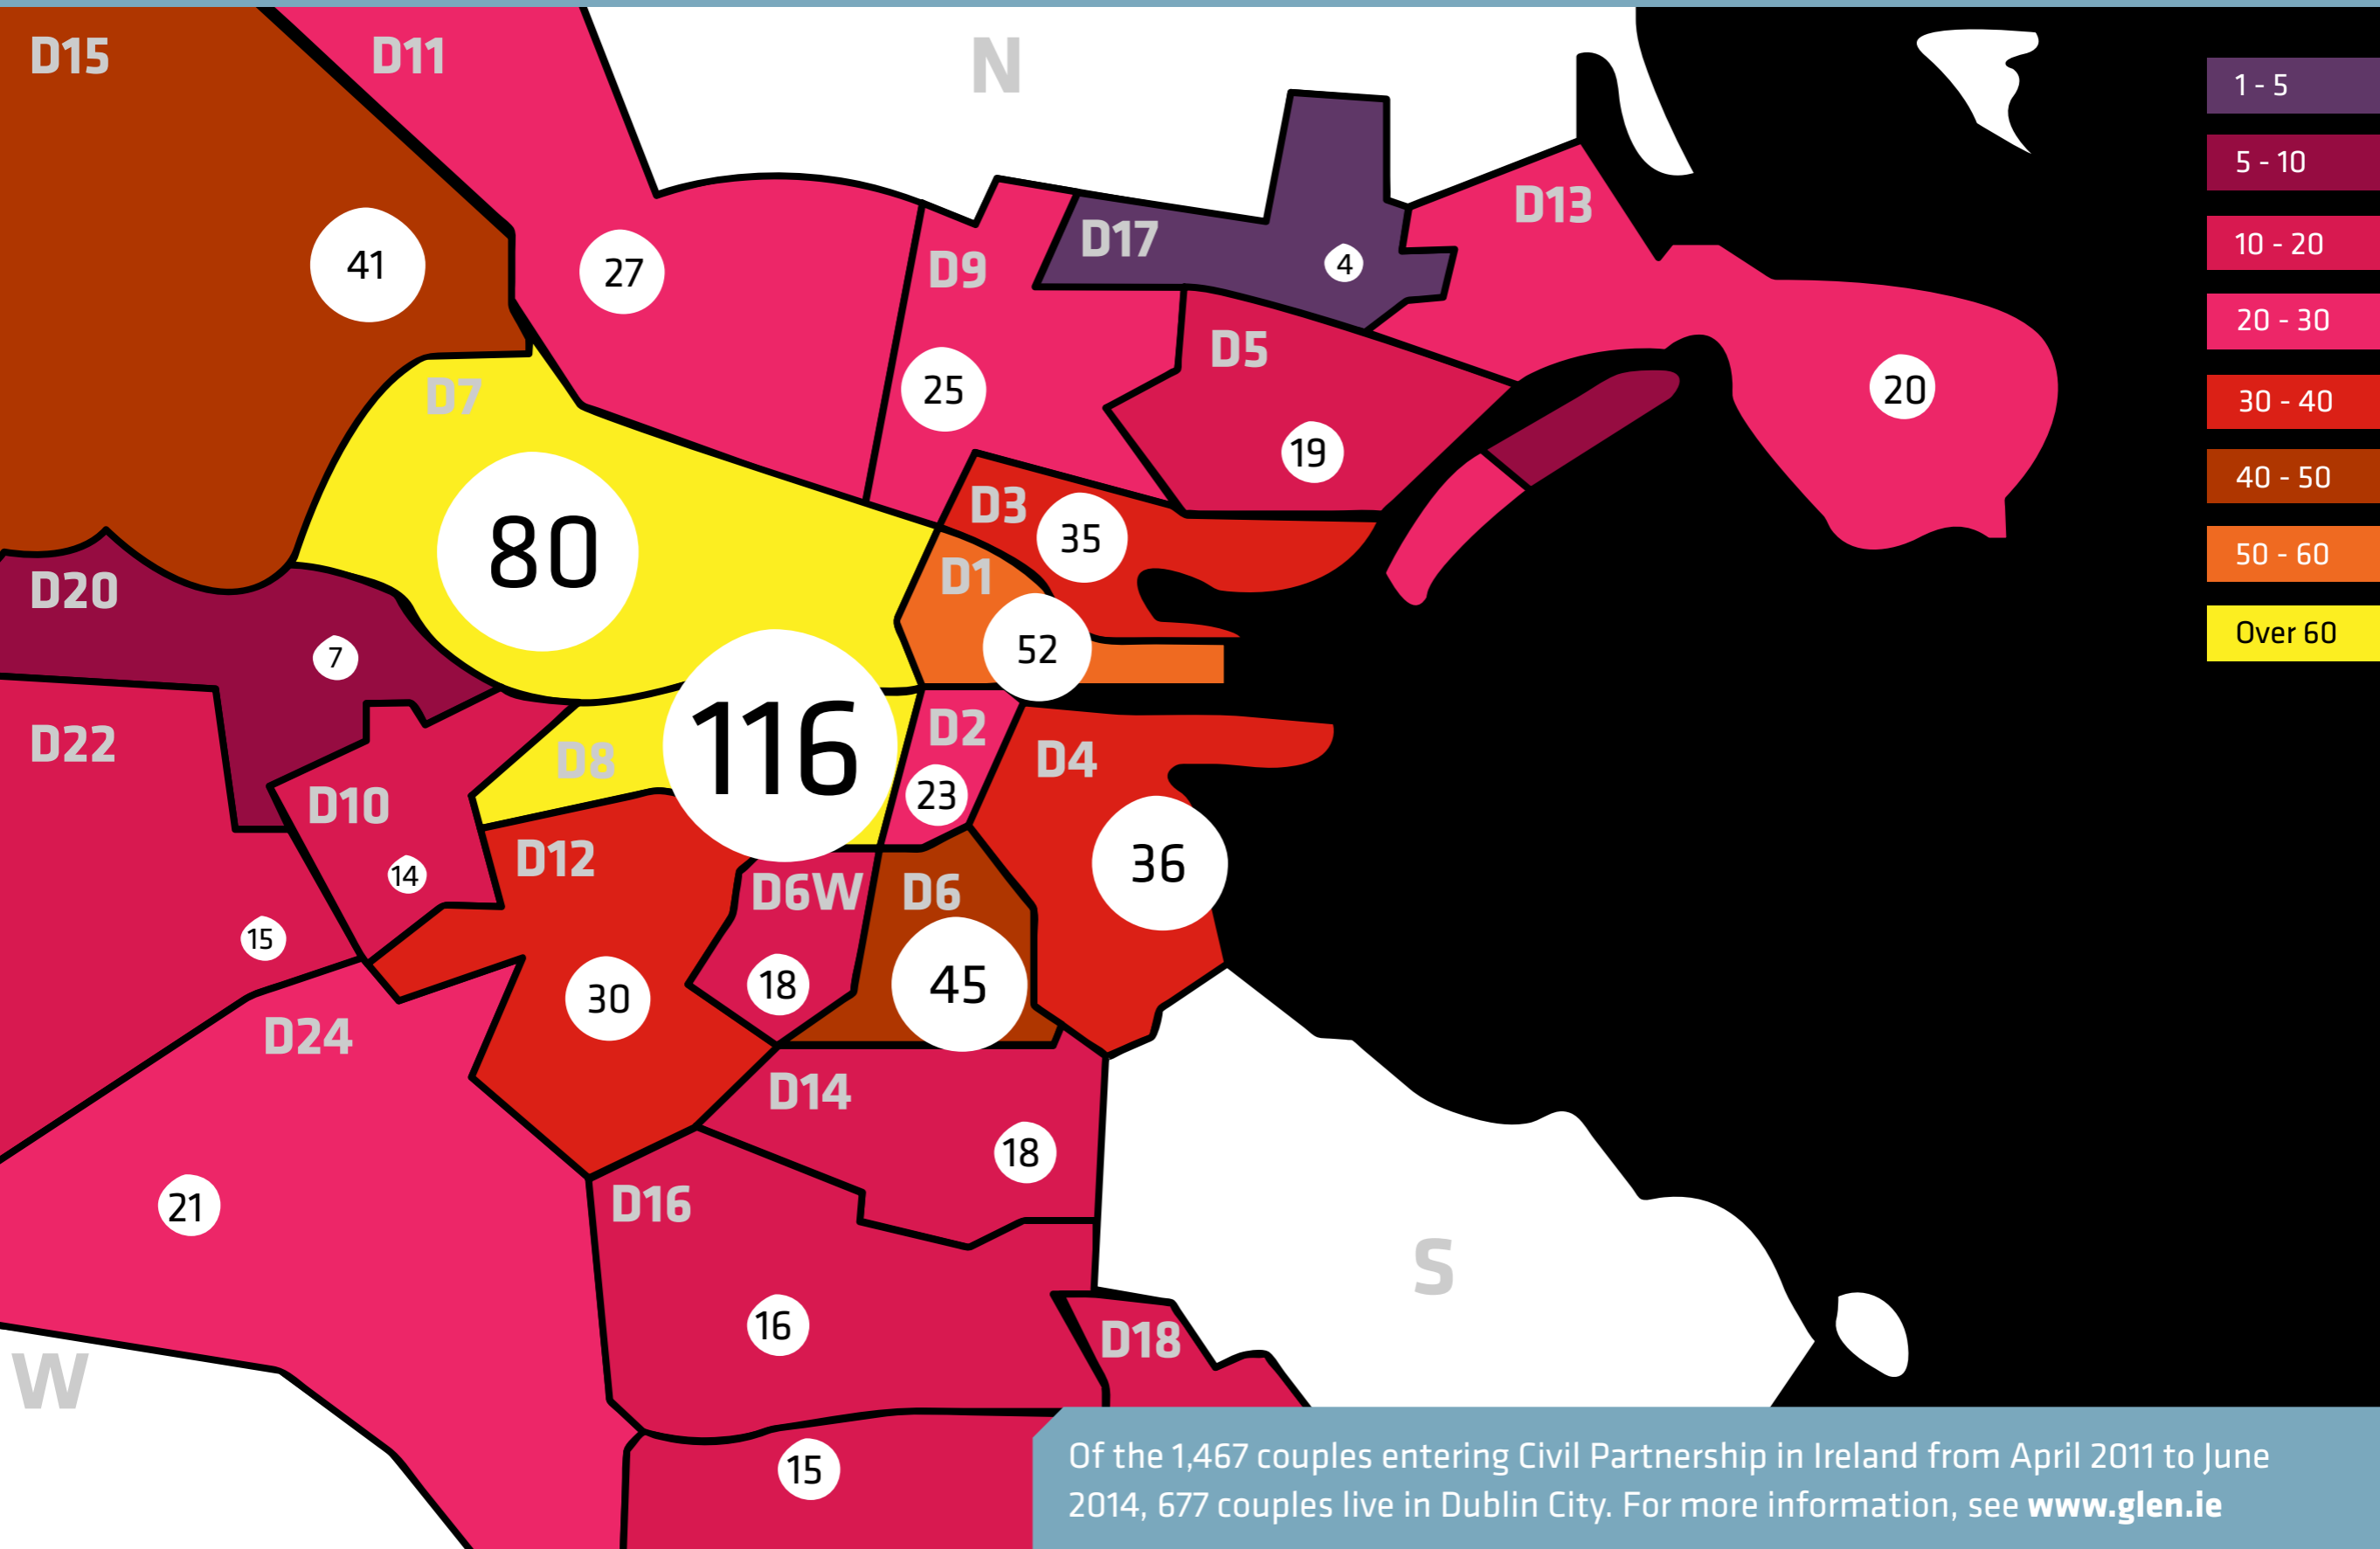 D15
D11
N
1 - 5
5 - 10
D13
D17
10 - 20
D9
41
27
4
20 - 30
D5
D7
25
20
30 - 40
19
40 - 50
D3
35
80
50 - 60
D1
D20
Over 60
52
7
D2
D22
116
D8
D4
23
D10
D12
36
14
D6W
D6
15
18
45
30
D24
D14
18
21
D16
S
16
D18
W
15
Of the 1,467 couples entering Civil Partnership in Ireland from April 2011 to June
2014, 677 couples live in Dublin City. For more information, see www.glen.ie